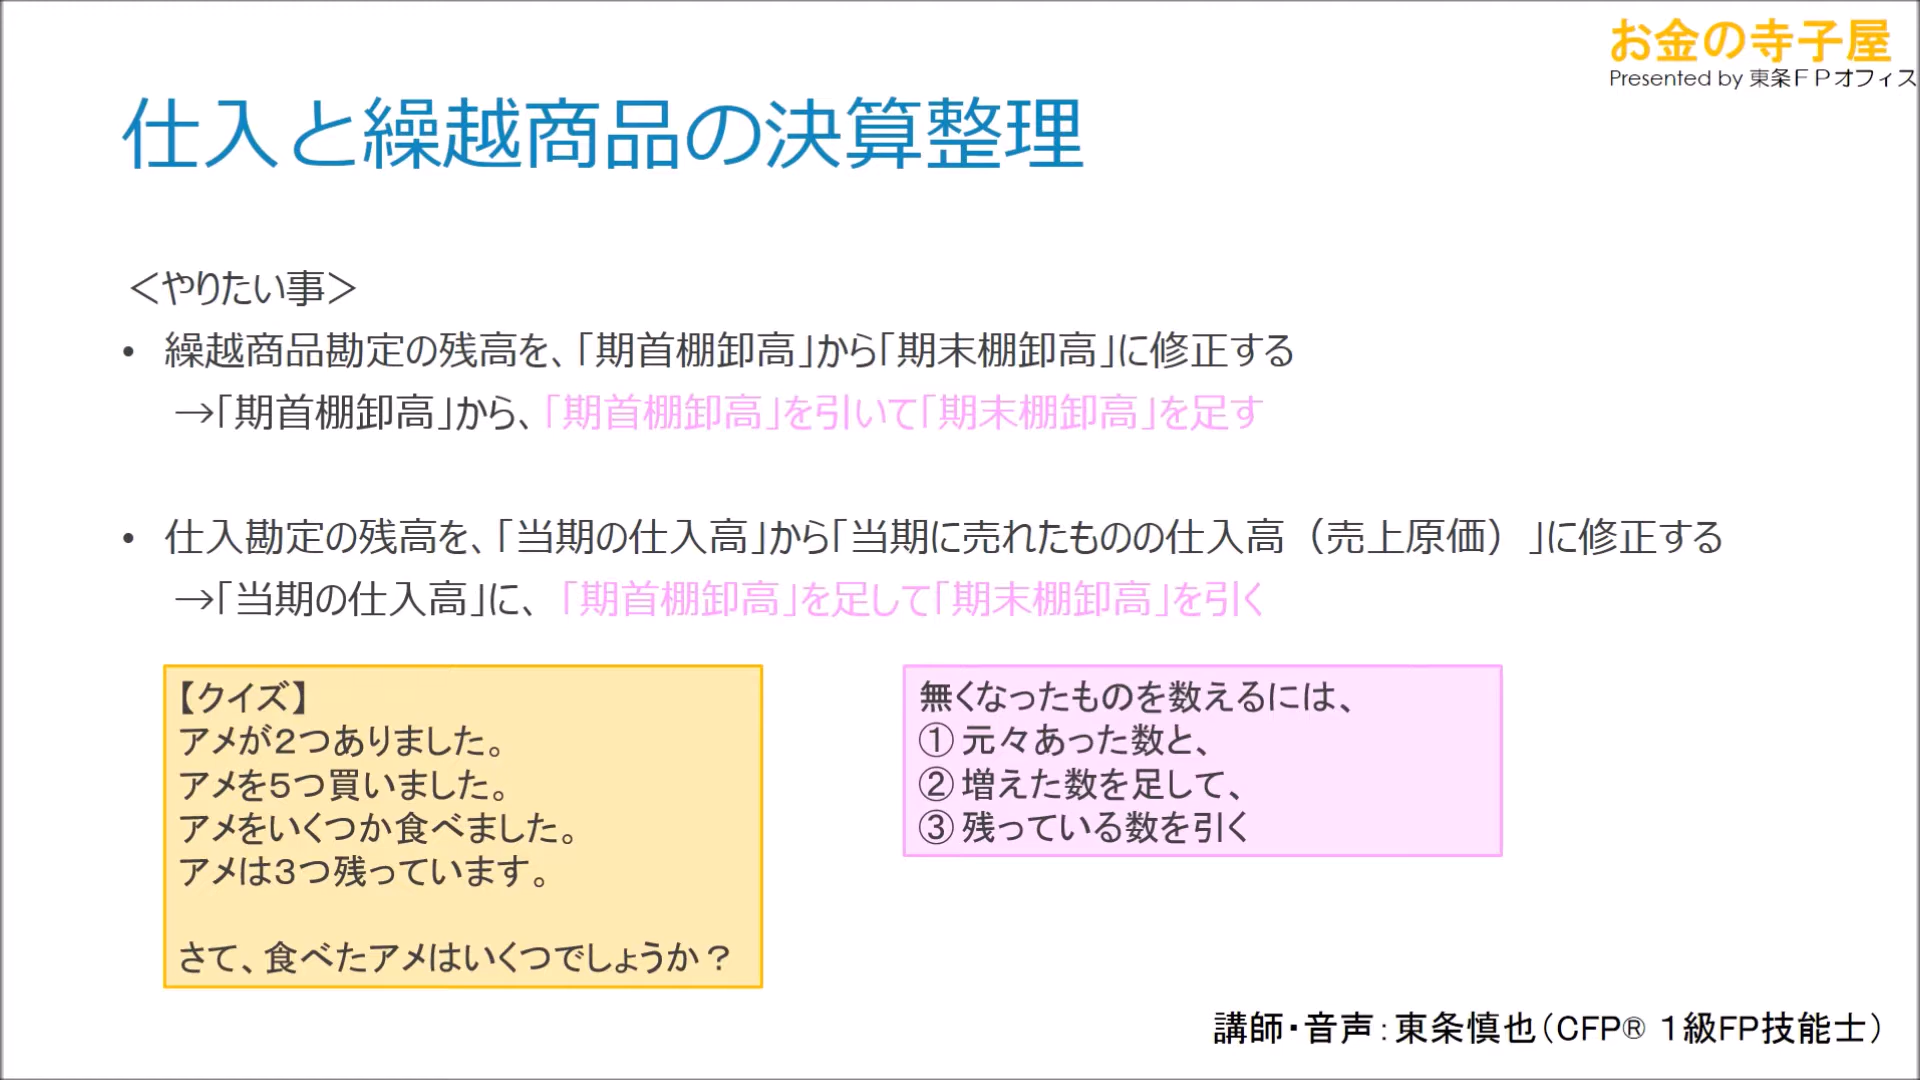 お金の寺子屋
Presented by 東条FPオフィス
仕入と繰越商品の決算整理
＜やりたい事＞
• 繰越商品勘定の残高を、「期首棚卸高」から「期末棚卸高」に修正する
→「期首棚卸高」から、「期首棚卸高」を引いて「期末棚卸高」を足す
• 仕入勘定の残高を、「当期の仕入高」から「当期に売れたものの仕入高（売上原価）」に修正する
→「当期の仕入高」に、「期首棚卸高」を足して「期末棚卸高」を引く
【クイズ】
アメが２つありました。
アメを５つ買いました。
アメをいくつか食べました。
アメは３つ残っています。
さて、食べたアメはいくつでしょうか？
無くなったものを数えるには、
① 元々あった数と、
② 増えた数を足して、
③ 残っている数を引く
講師・音声：東条慎也（CFP® １級FP技能士）